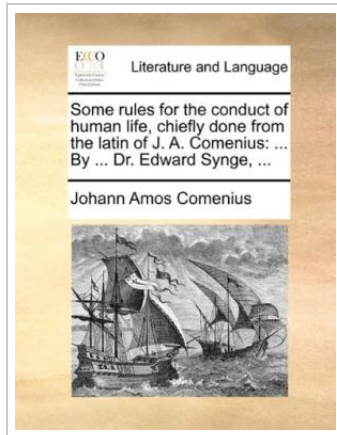 ECCO
Literature and Language
Some rules for the conduct of
human life, chiefly done from
the latin of J. A. Comenius: ...
By ... Dr. Edward Synge, ...
Johann Amos Comenius